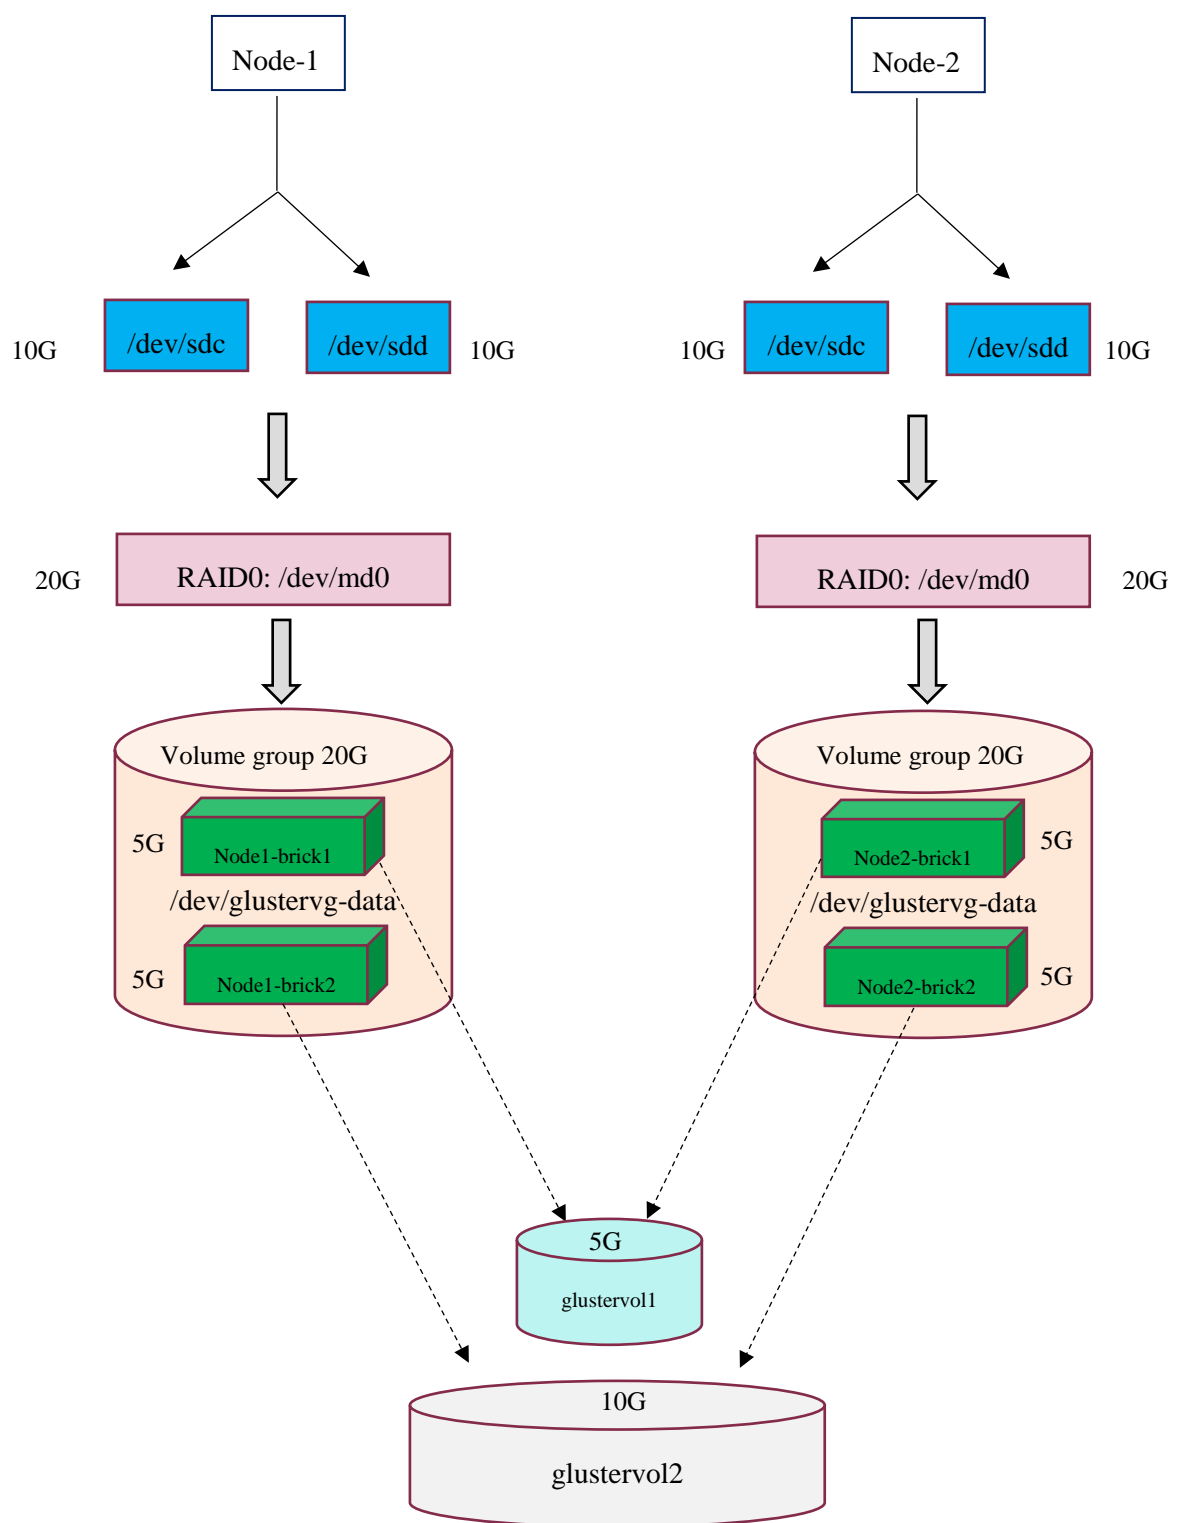 Node-1
Node-2
/dev/sdc
/dev/sdd
/dev/sdc
/dev/sdd
10G
10G
10G
10G
RAID0: /dev/md0
RAID0: /dev/md0
20G
20G
Volume group 20G
Volume group 20G
5G
Node1-brick1
Node2-brick1
5G
/dev/glustervg-data
/dev/glustervg-data
5G
Node1-brick2
Node2-brick2
5G
5G
glustervol1
10G
glustervol2